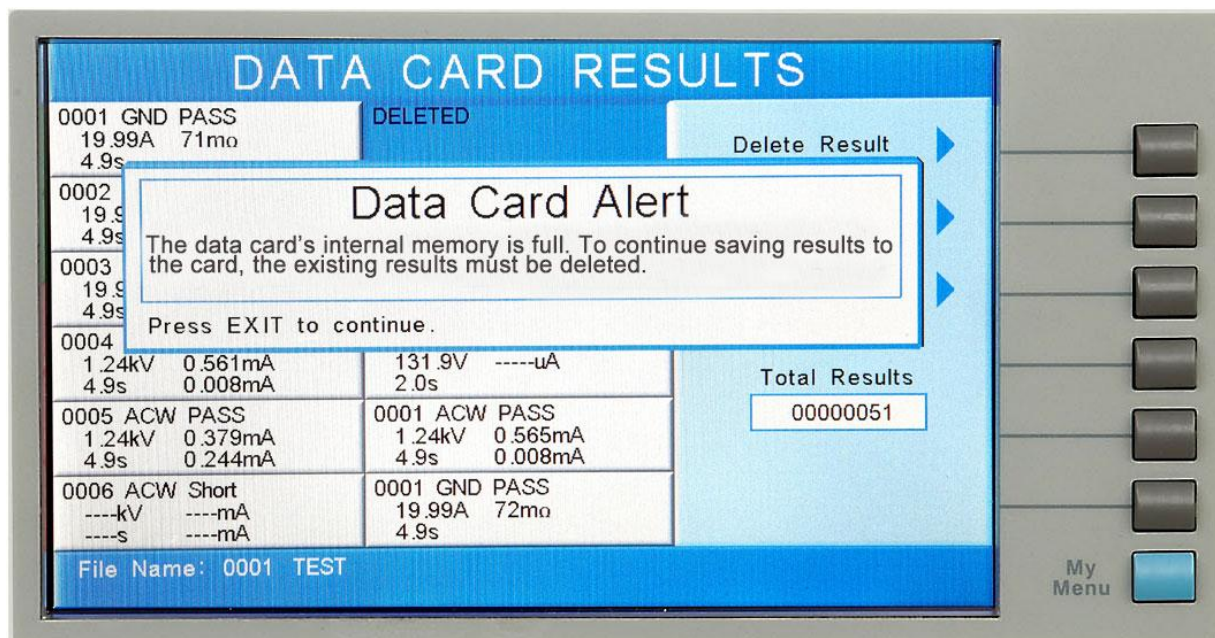 DATA CARD RESULTS
0001 GND PASS
19.99A 71mΩ
4.9s
0002
19.9
4.9s
0003
19.9
4.9s
0004
1.24kV 0.561mA
4.9s 0.008mA
0005 ACW PASS
1.24kV 0.379mA
4.9s 0.244mA
0006 ACW Short
----kV ----mA
----s ----mA
DELETED
131.9V -----uA
2.0s
0001 ACW PASS
1.24kV 0.565mA
4.9s 0.008mA
0001 GND PASS
19.99A 72mΩ
4.9s
Data Card Alert
The data card's internal memory is full. To continue saving results to
the card, the existing results must be deleted.
Press EXIT to continue.
Delete Result
Total Results
00000051
File Name: 0001 TEST
My
Menu